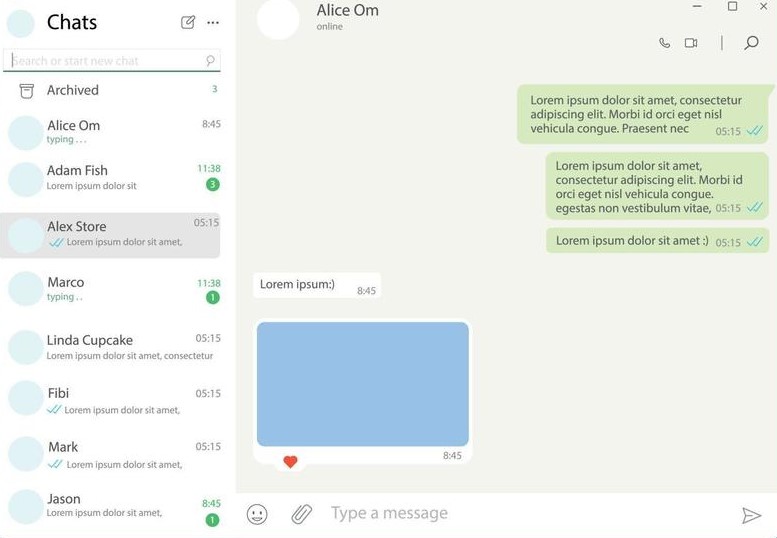 Chats
Search or start new chat
Archived 3
Alice Om 8:45
typing . . .
Adam Fish 11:38
Lorem ipsum dolor sit 3
Alex Store 05:15
Lorem ipsum dolor sit amet,
Marco 11:38
typing . . 1
Linda Cupcake 05:15
Lorem ipsum dolor sit amet, consectetur
Fibi 05:15
Lorem ipsum dolor sit amet,
Mark 05:15
Lorem ipsum dolor sit amet,
Jason 8:45
Lorem ipsum dolor sit amet, 1
Alice Om
online
Lorem ipsum dolor sit amet, consectetur
adipiscing elit. Morbi id orci eget nisl
vehicula congue. Praesent nec 05:15
Lorem ipsum dolor sit amet,
consectetur adipiscing elit. Morbi id
orci eget nisl vehicula congue.
egestas non vestibulum vitae, 05:15
Lorem ipsum dolor sit amet :) 05:15
Lorem ipsum:) 8:45
8:45
Type a message